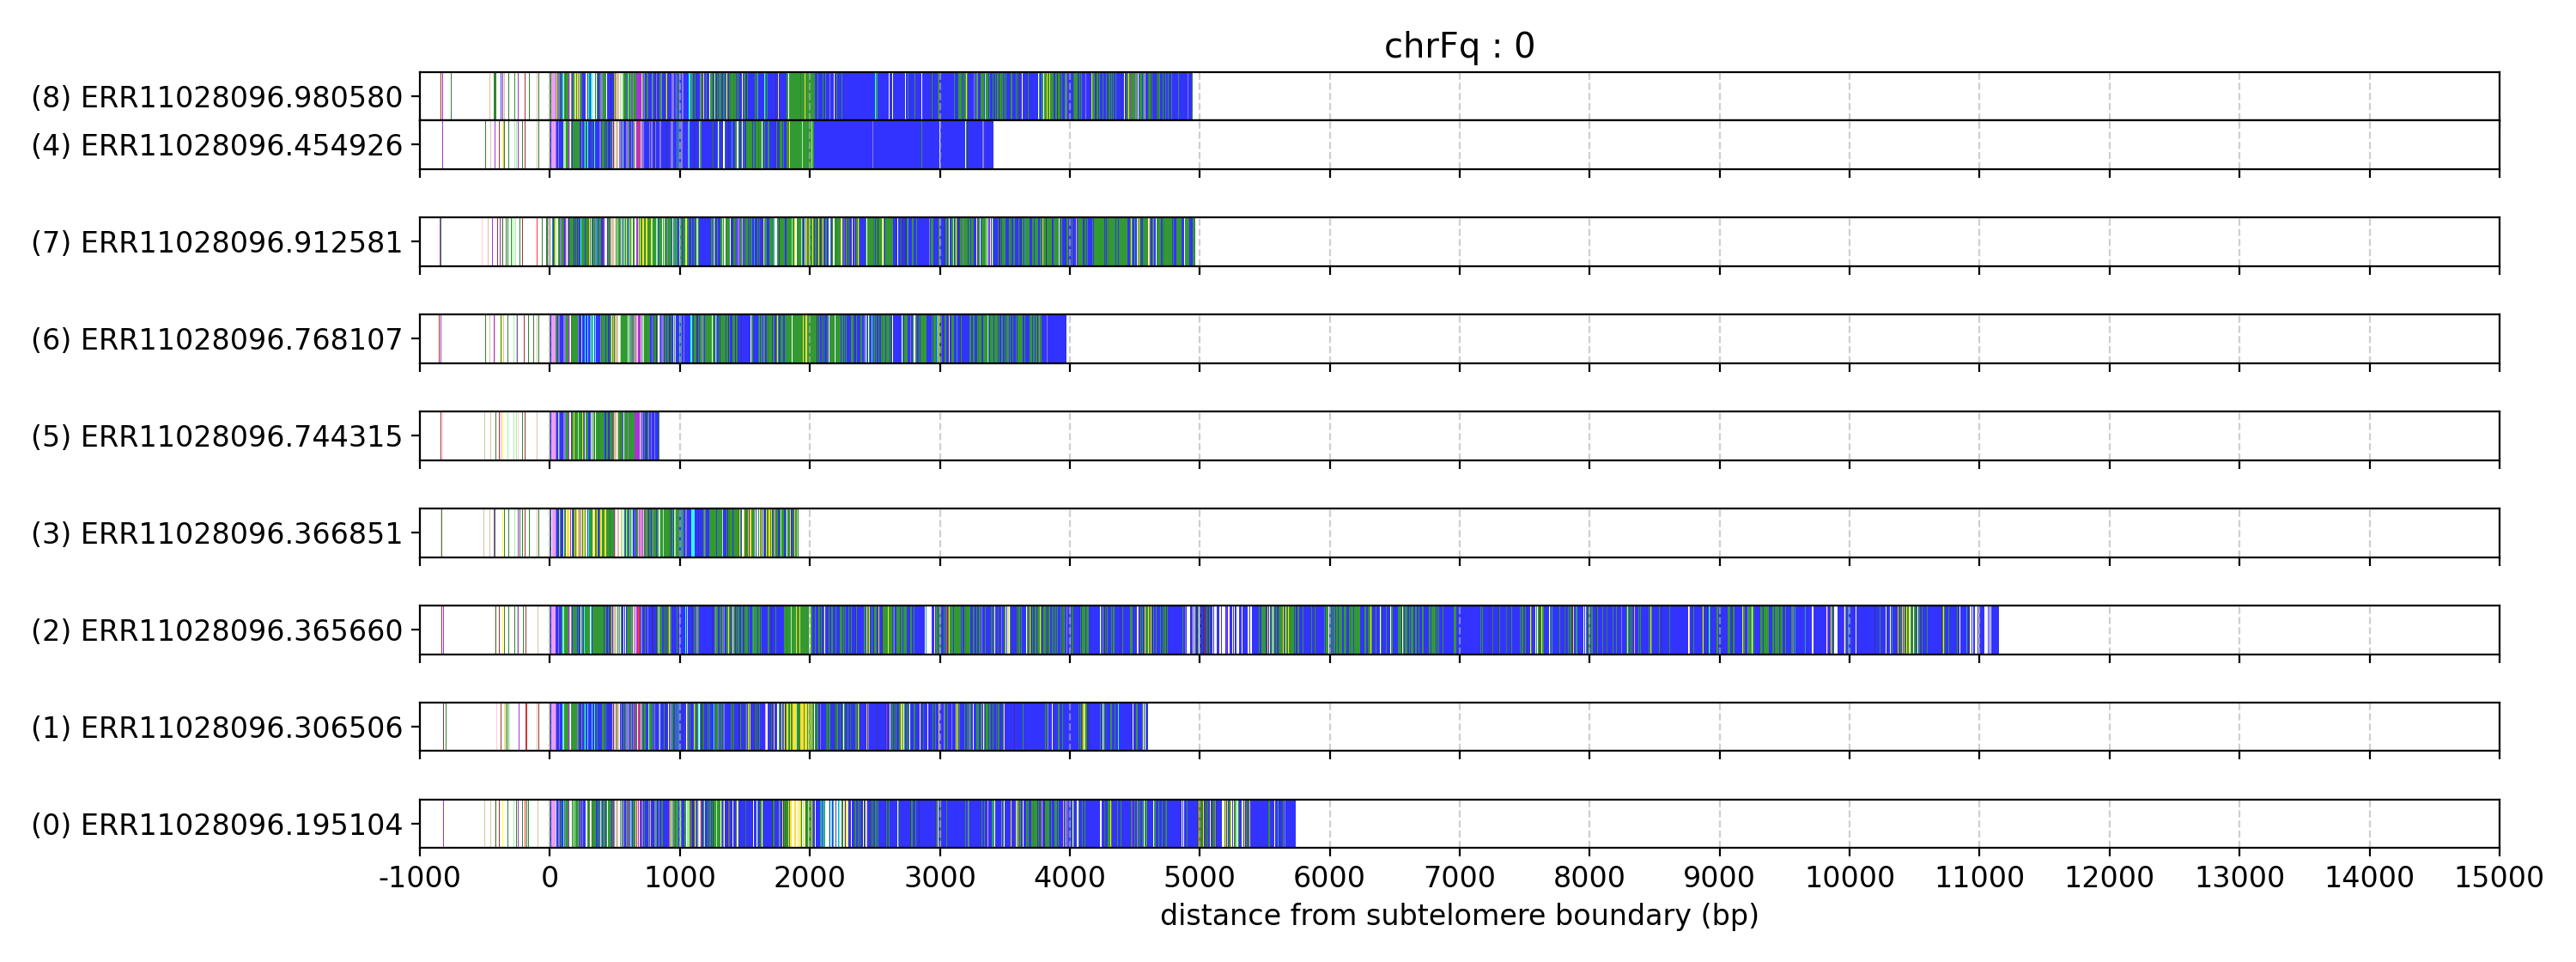 chrFq : 0
(8) ERR11028096.980580
(4) ERR11028096.454926
(7) ERR11028096.912581
(6) ERR11028096.768107
(5) ERR11028096.744315
(3) ERR11028096.366851
(2) ERR11028096.365660
(1) ERR11028096.306506
(0) ERR11028096.195104
-1000 0 1000 2000 3000 4000 5000 6000 7000 8000 9000 10000 11000 12000 13000 14000 15000
distance from subtelomere boundary (bp)